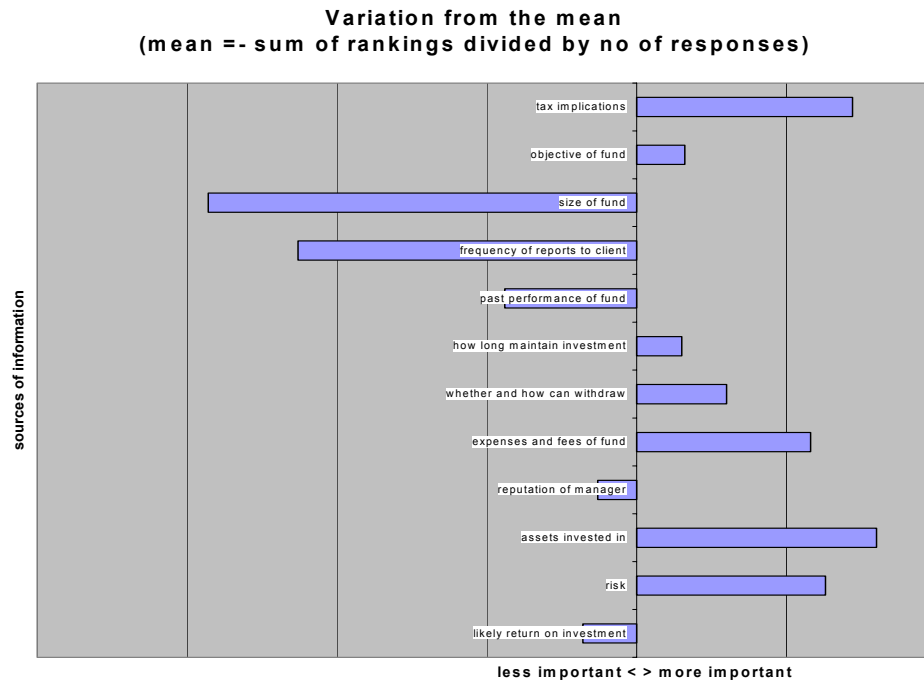 Variation from the mean
(mean =- sum of rankings divided by no of responses)
tax implications
objective of fund
size of fund
frequency of reports to client
past performance of fund
how long maintain investment
whether and how can withdraw
expenses and fees of fund
reputation of manager
assets invested in
risk
likely return on investment
sources of information
less important < > more important